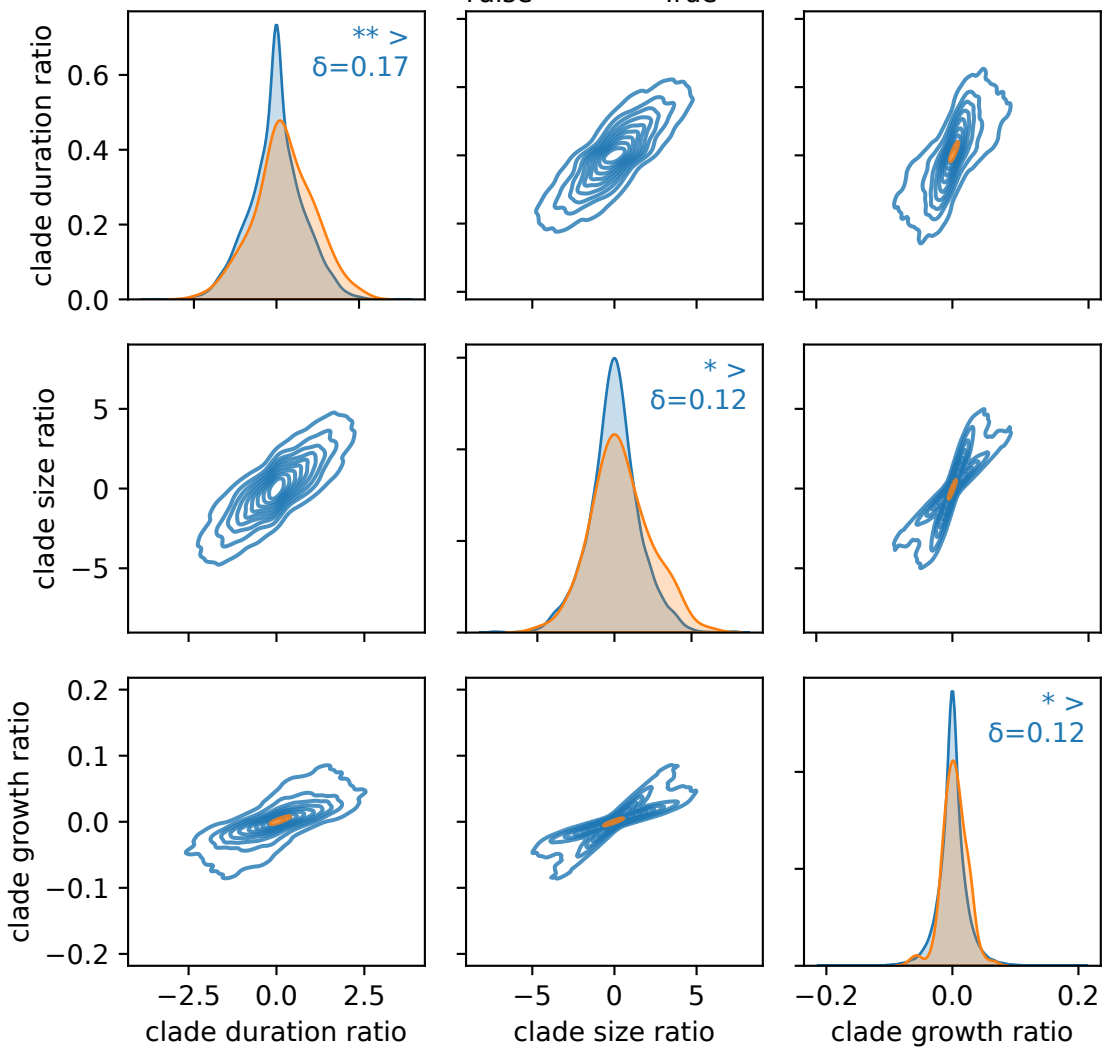 clade duration ratio
0.6
0.4
0.2
0.0
** >
δ=0.17
clade size ratio
5
0
−5
* >
δ=0.12
clade growth ratio
0.2
0.1
0.0
−0.1
−0.2
* >
δ=0.12
−2.5 0.0 2.5
−5 0 5
−0.2 0.0 0.2
clade duration ratio
clade size ratio
clade growth ratio